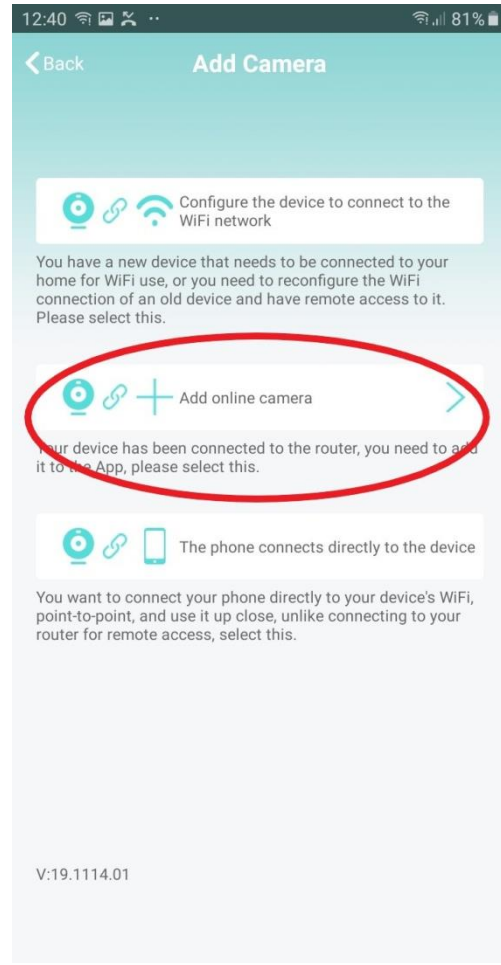 12:40 81%
Back Add Camera
Configure the device to connect to the
WiFi network
You have a new device that needs to be connected to your
home for WiFi use, or you need to reconfigure the WiFi
connection of an old device and have remote access to it.
Please select this.
Add online camera
Your device has been connected to the router, you need to add
it to the App, please select this.
The phone connects directly to the device
You want to connect your phone directly to your device's WiFi,
point-to-point, and use it up close, unlike connecting to your
router for remote access, select this.
V:19.1114.01